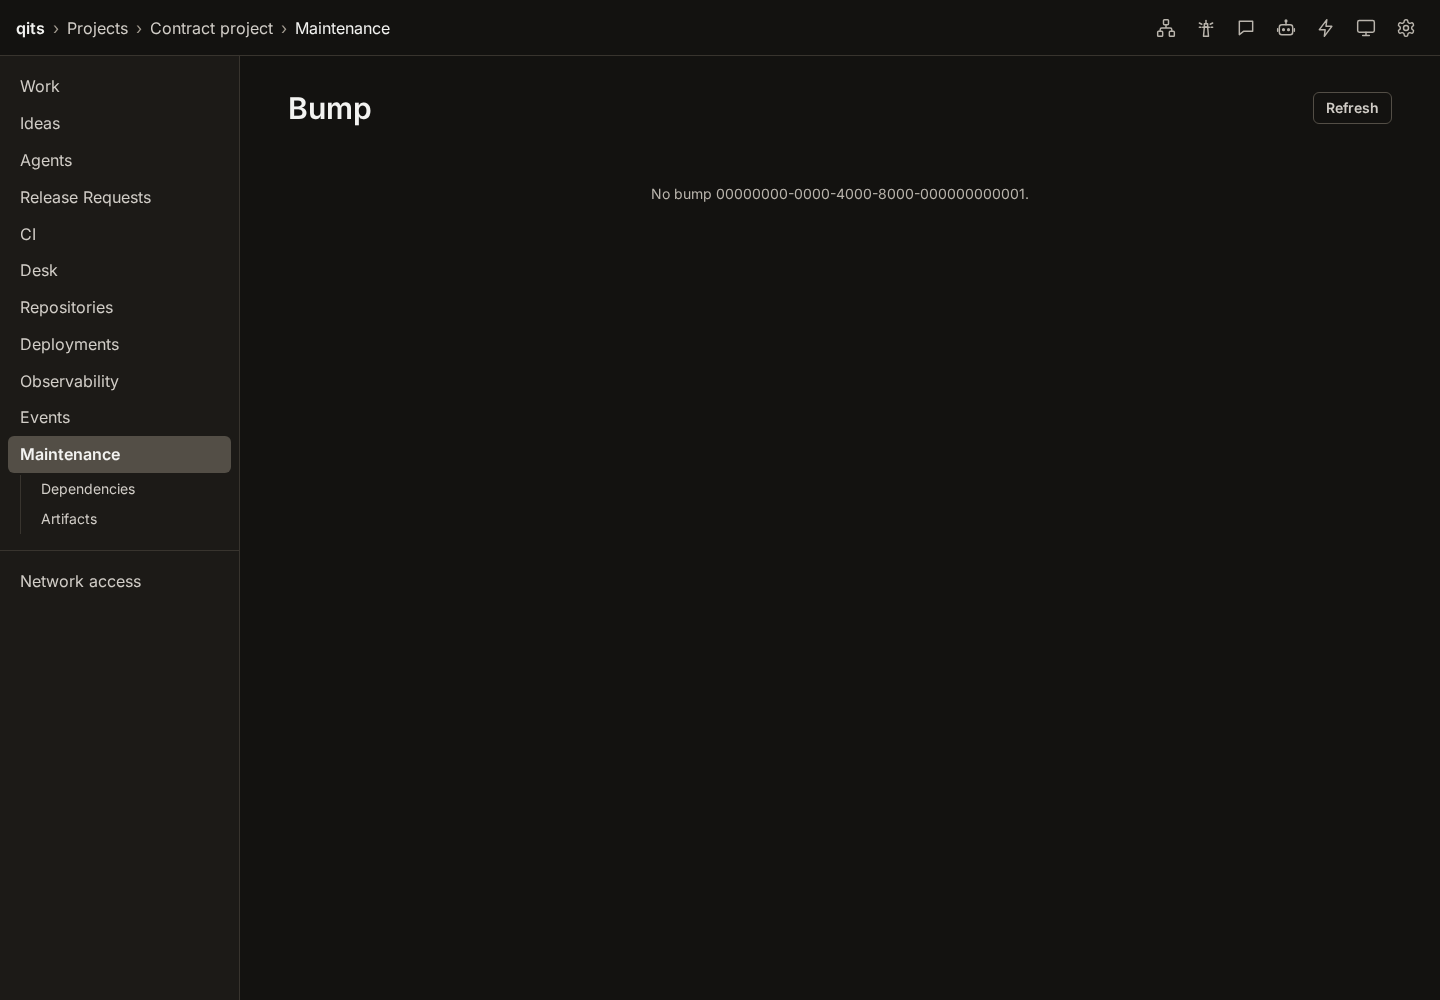 qits › Projects › Contract project › Maintenance
Work
Ideas
Agents
Release Requests
CI
Desk
Repositories
Deployments
Observability
Events
Maintenance
Dependencies
Artifacts
Network access
Bump
Refresh
No bump 00000000-0000-4000-8000-000000000001.